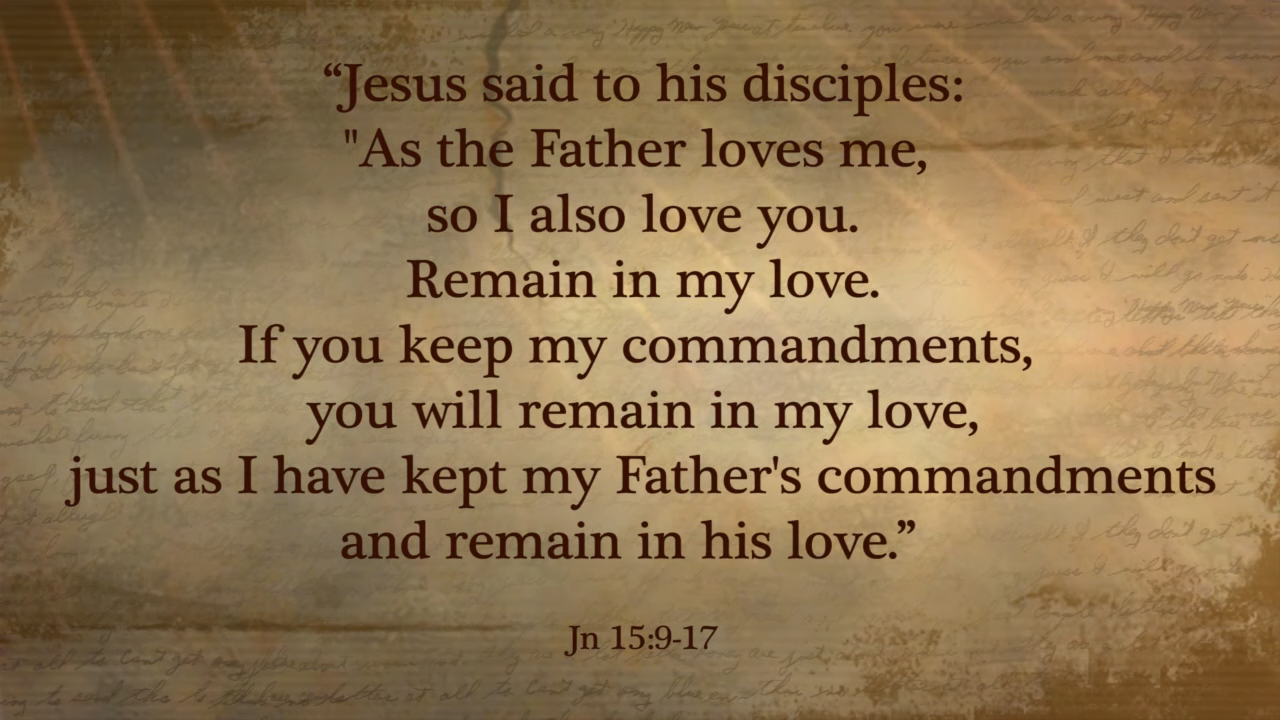 “Jesus said to his disciples:
"As the Father loves me,
so I also love you.
Remain in my love.
If you keep my commandments,
you will remain in my love,
just as I have kept my Father's commandments
and remain in his love.”
Jn 15:9-17